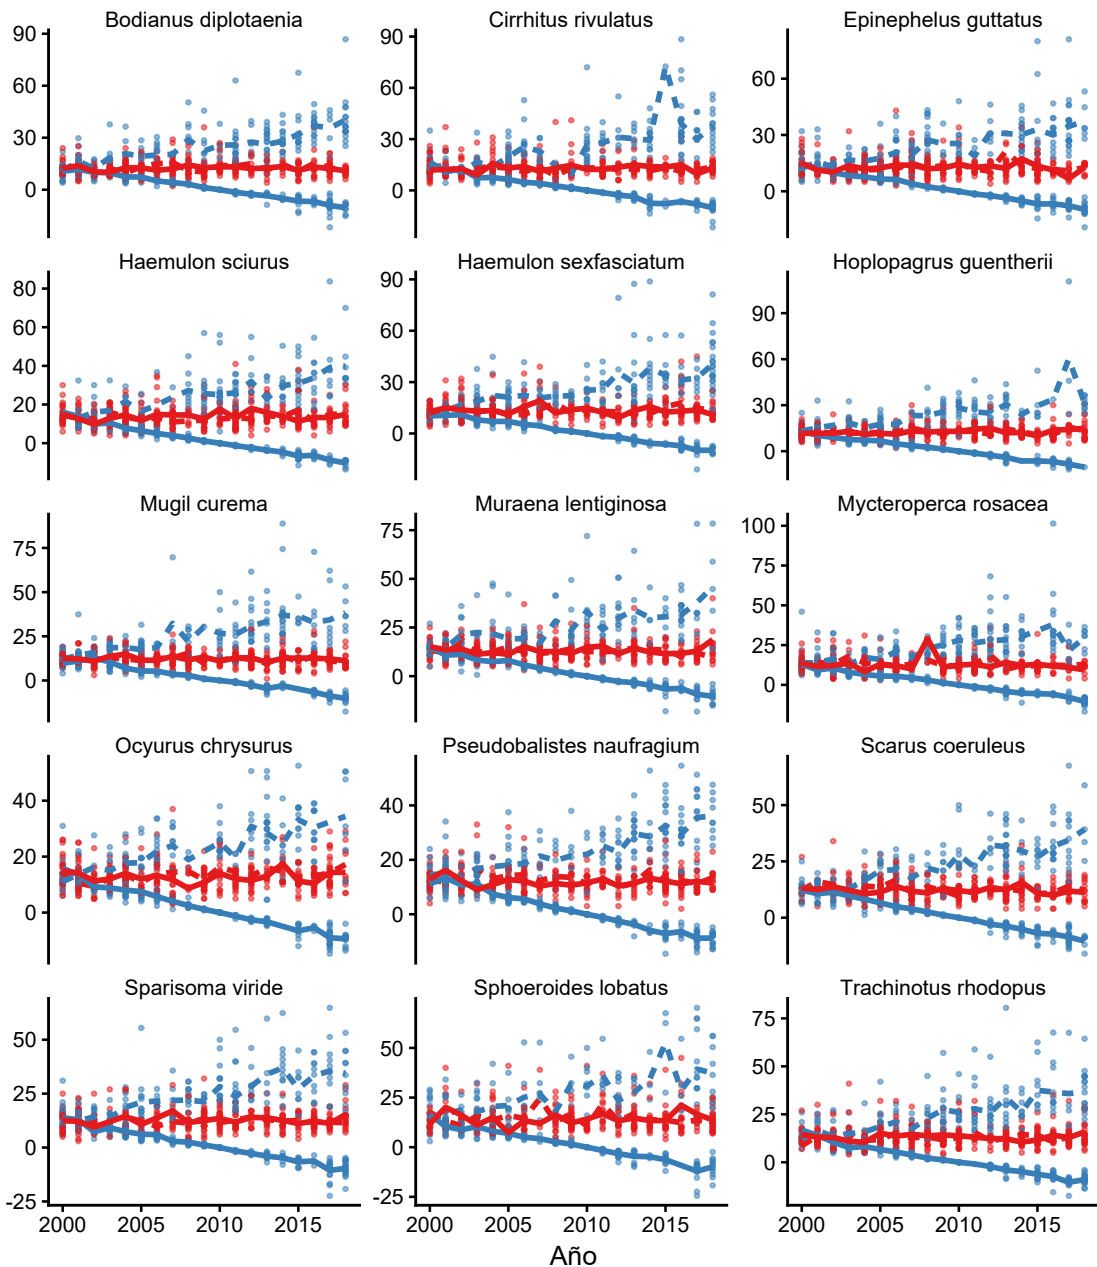 Bodianus diplotaenia Cirrhitus rivulatus Epinephelus guttatus
90 90
60 60 60
30 30 30
0 0 0
Haemulon sciurus Haemulon sexfasciatum Hoplopagrus guentherii
80 90 90
60 60 60
40 30 30
20 0 0
0
Mugil curema Muraena lentiginosa Mycteroperca rosacea
75 75 100
50 50 75
25 25 50
0 0 25
0
Ocyurus chrysurus Pseudobalistes naufragium Scarus coeruleus
40 40 50
20 20 25
0 0 0
Sparisoma viride Sphoeroides lobatus Trachinotus rhodopus
50 50 75
25 25 50
0 0 25
-25 -25 0
2000 2005 2010 2015 2000 2005 2010 2015 2000 2005 2010 2015
Año